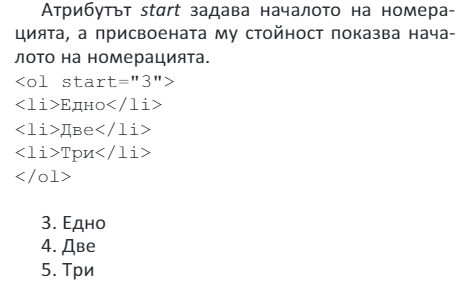 Атрибутът start задава началото на номера-
цията, а присвоената му стойност показва нача-
лото на номерацията.
<ol start="3">
<li>Едно</li>
<li>Две</li>
<li>Три</li>
</ol>
3. Едно
4. Две
5. Три